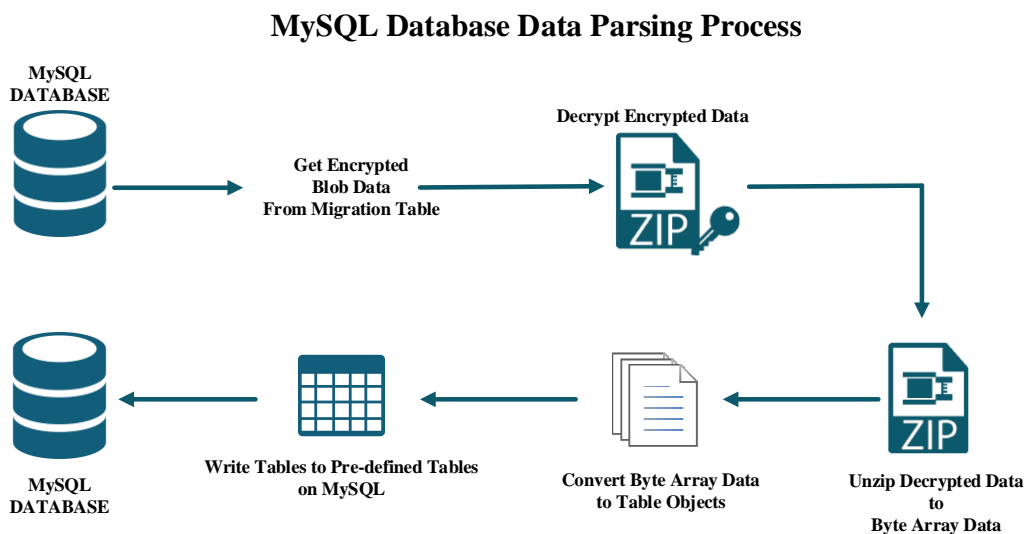 MySQL Database Data Parsing Process
MySQL
DATABASE
Get Encrypted
Blob Data
From Migration Table
Decrypt Encrypted Data
ZIP
ZIP
Unzip Decrypted Data
to
Byte Array Data
Convert Byte Array Data
to Table Objects
Write Tables to Pre-defined Tables
on MySQL
MySQL
DATABASE